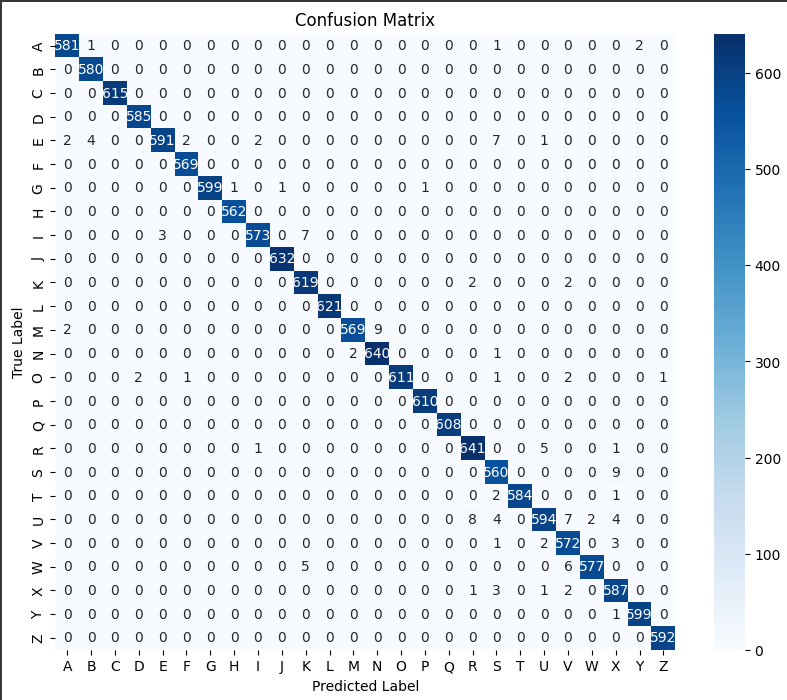 Confusion Matrix
A 581 1 0 0 0 0 0 0 0 0 0 0 0 0 0 0 0 0 1 0 0 0 0 0 2 0
B 0 580 0 0 0 0 0 0 0 0 0 0 0 0 0 0 0 0 0 0 0 0 0 0 0 0
C 0 0 615 0 0 0 0 0 0 0 0 0 0 0 0 0 0 0 0 0 0 0 0 0 0 0
D 0 0 0 585 0 0 0 0 0 0 0 0 0 0 0 0 0 0 0 0 0 0 0 0 0 0
E 2 4 0 0 591 2 0 0 2 0 0 0 0 0 0 0 0 0 7 0 1 0 0 0 0 0
F 0 0 0 0 0 569 0 0 0 0 0 0 0 0 0 0 0 0 0 0 0 0 0 0 0 0
G 0 0 0 0 0 0 599 1 0 1 0 0 0 0 0 1 0 0 0 0 0 0 0 0 0 0
H 0 0 0 0 0 0 0 562 0 0 0 0 0 0 0 0 0 0 0 0 0 0 0 0 0 0
I 0 0 0 0 3 0 0 0 573 0 7 0 0 0 0 0 0 0 0 0 0 0 0 0 0 0
J 0 0 0 0 0 0 0 0 0 632 0 0 0 0 0 0 0 0 0 0 0 0 0 0 0 0
K 0 0 0 0 0 0 0 0 0 0 619 0 0 0 0 0 0 2 0 0 0 2 0 0 0 0
L 0 0 0 0 0 0 0 0 0 0 0 621 0 0 0 0 0 0 0 0 0 0 0 0 0 0
M 2 0 0 0 0 0 0 0 0 0 0 0 569 9 0 0 0 0 0 0 0 0 0 0 0 0
N 0 0 0 0 0 0 0 0 0 0 0 0 2 640 0 0 0 0 1 0 0 0 0 0 0 0
O 0 0 0 2 0 1 0 0 0 0 0 0 0 0 611 0 0 0 1 0 0 2 0 0 0 1
P 0 0 0 0 0 0 0 0 0 0 0 0 0 0 0 610 0 0 0 0 0 0 0 0 0 0
Q 0 0 0 0 0 0 0 0 0 0 0 0 0 0 0 0 608 0 0 0 0 0 0 0 0 0
R 0 0 0 0 0 0 0 0 1 0 0 0 0 0 0 0 0 641 0 0 5 0 0 1 0 0
S 0 0 0 0 0 0 0 0 0 0 0 0 0 0 0 0 0 0 560 0 0 0 0 9 0 0
T 0 0 0 0 0 0 0 0 0 0 0 0 0 0 0 0 0 0 2 584 0 0 0 1 0 0
U 0 0 0 0 0 0 0 0 0 0 0 0 0 0 0 0 0 8 4 0 594 7 2 4 0 0
V 0 0 0 0 0 0 0 0 0 0 0 0 0 0 0 0 0 0 1 0 2 572 0 3 0 0
W 0 0 0 0 0 0 0 0 0 0 5 0 0 0 0 0 0 0 0 0 0 6 577 0 0 0
X 0 0 0 0 0 0 0 0 0 0 0 0 0 0 0 0 0 1 3 0 1 2 0 587 0 0
Y 0 0 0 0 0 0 0 0 0 0 0 0 0 0 0 0 0 0 0 0 0 0 0 1 599 0
Z 0 0 0 0 0 0 0 0 0 0 0 0 0 0 0 0 0 0 0 0 0 0 0 0 0 592
A B C D E F G H I J K L M N O P Q R S T U V W X Y Z
Predicted Label
True Label
600
500
400
300
200
100
0